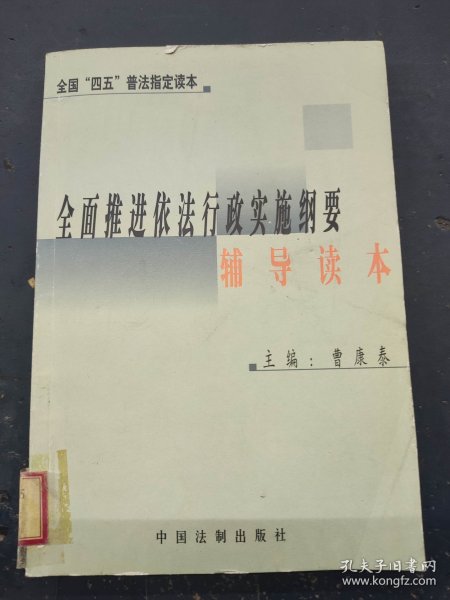 全国“四五”普法指定读本
全面推进依法行政实施纲要
辅导读本
主编：曹康泰
中国法制出版社
孔夫子旧书网
www.kongfz.com